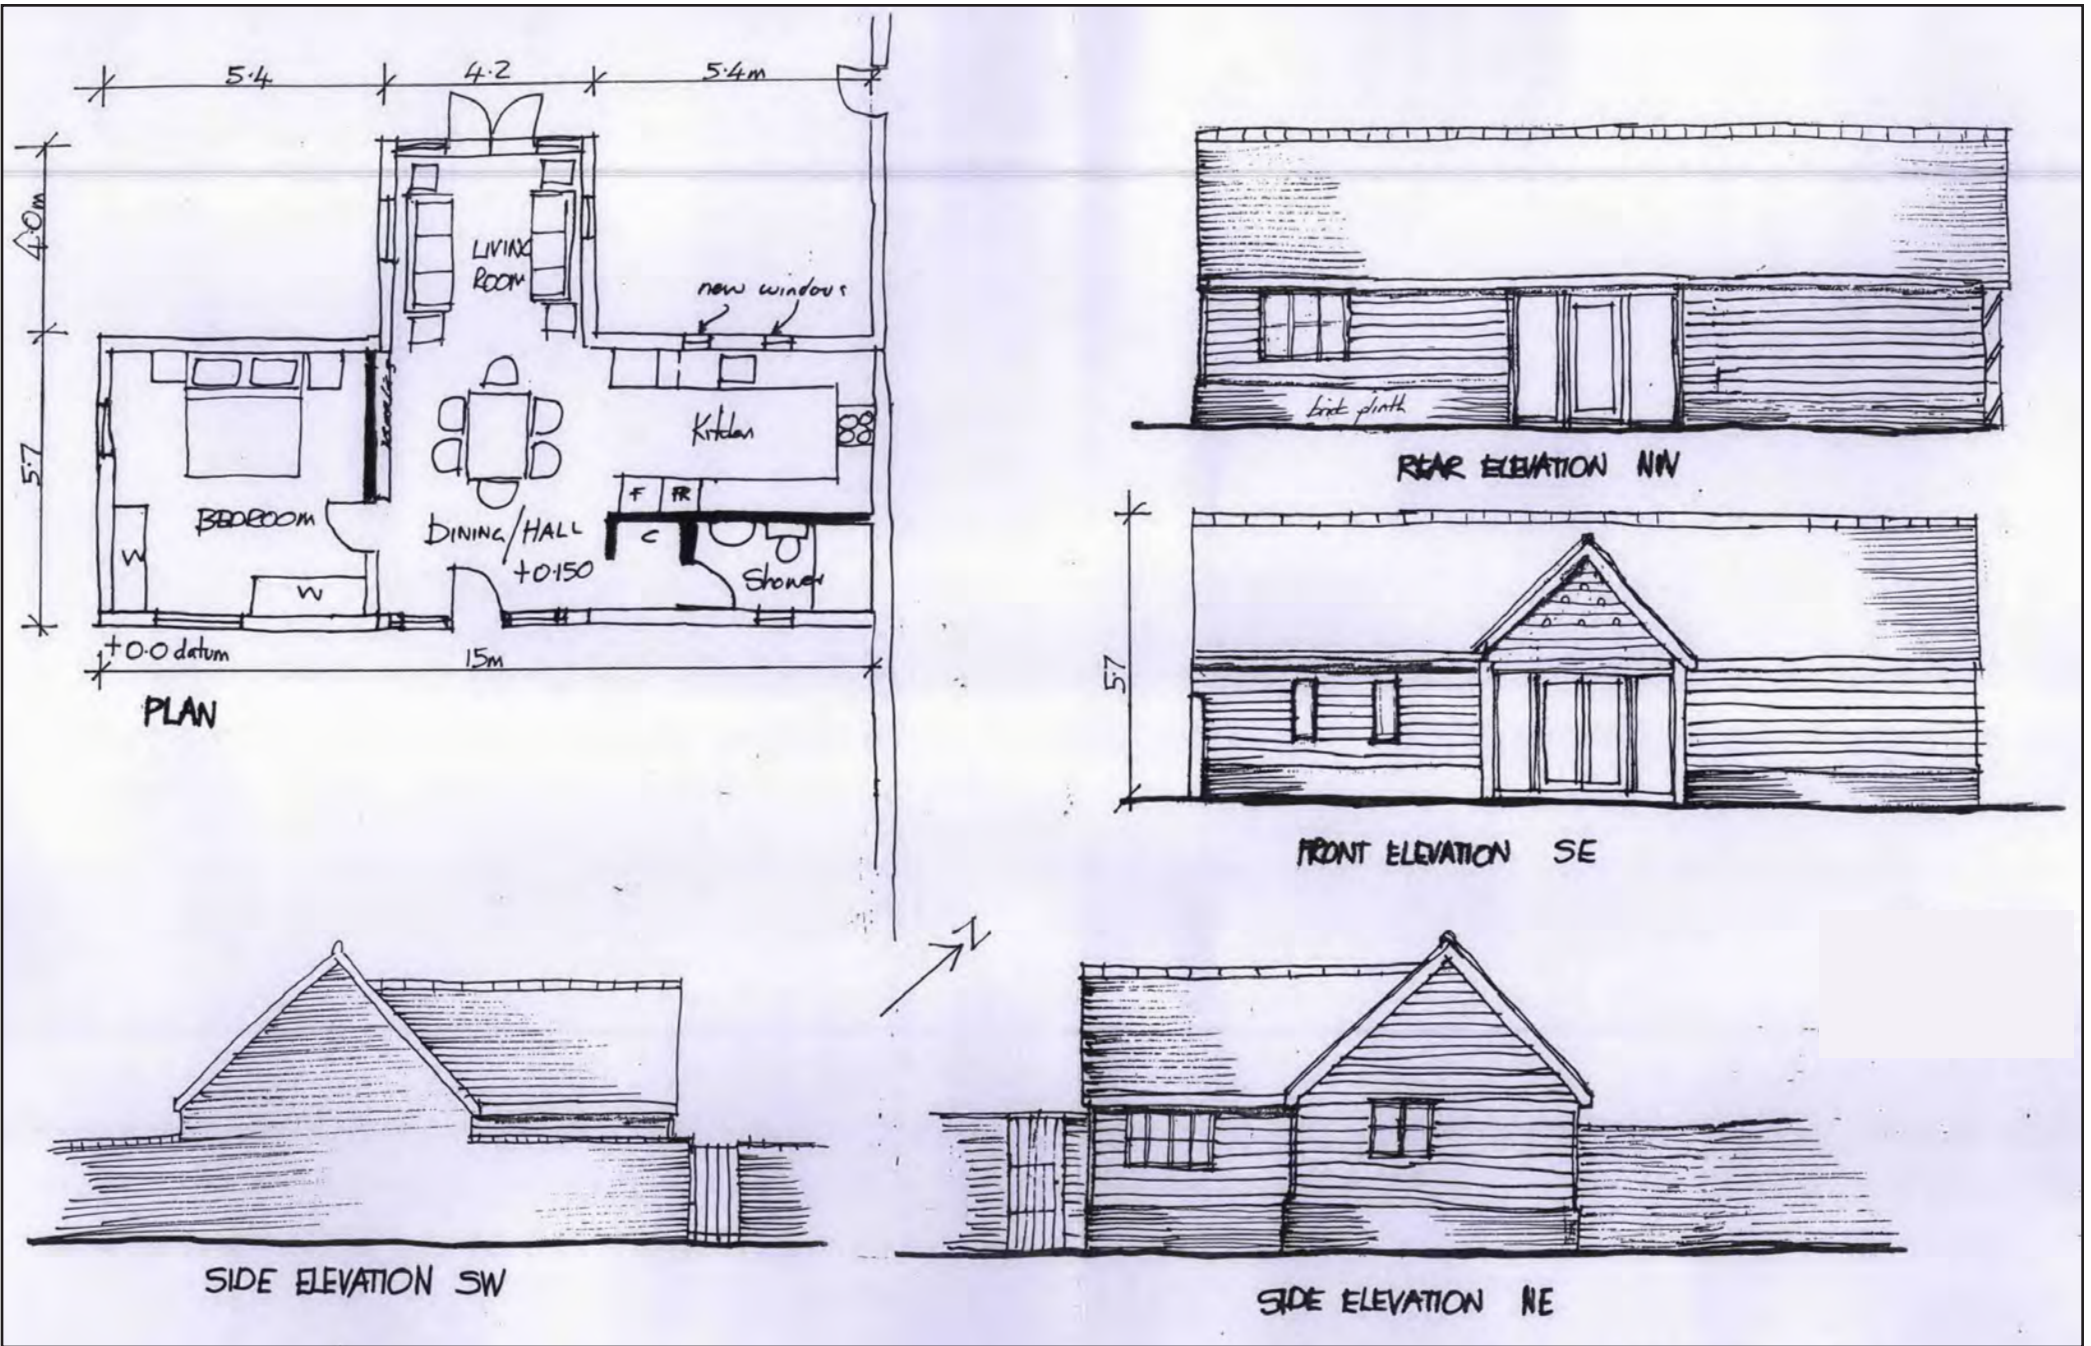 5.4
4.2
5.4m
4.0m
LIVING
ROOM
new windows
5.7
Kitchen
F
FR
BEDROOM
DINING/HALL
C
+0.150
Shower
W
W
+0.0 datum
15m
PLAN
brick plinth
REAR ELEVATION NW
5.7
FRONT ELEVATION SE
N
SIDE ELEVATION SW
SIDE ELEVATION NE